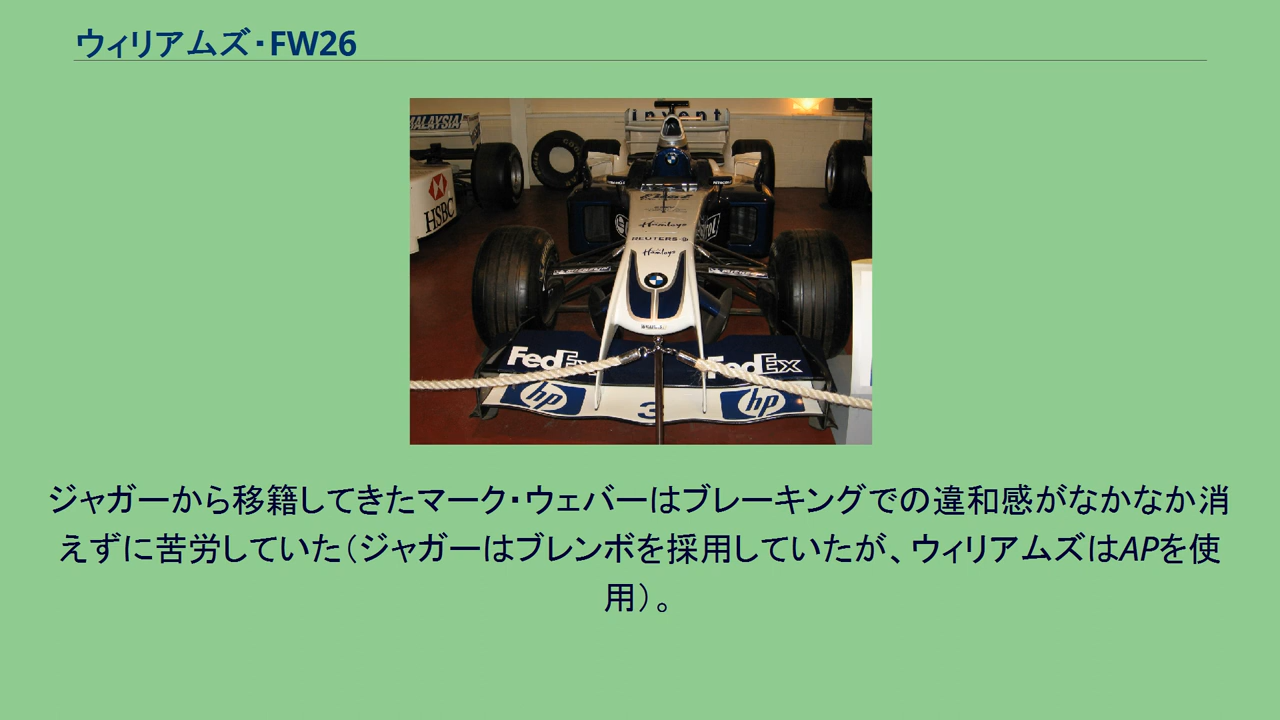 ウィリアムズ・FW26
MALAYSIA
invent
HSBC
Hamleys
REUTERS
Hamleys
FedEx
FedEx
hp
3
hp
ジャガーから移籍してきたマーク・ウェバーはブレーキングでの違和感がなかなか消
えずに苦労していた（ジャガーはブレンボを採用していたが、ウィリアムズはAPを使
用）。